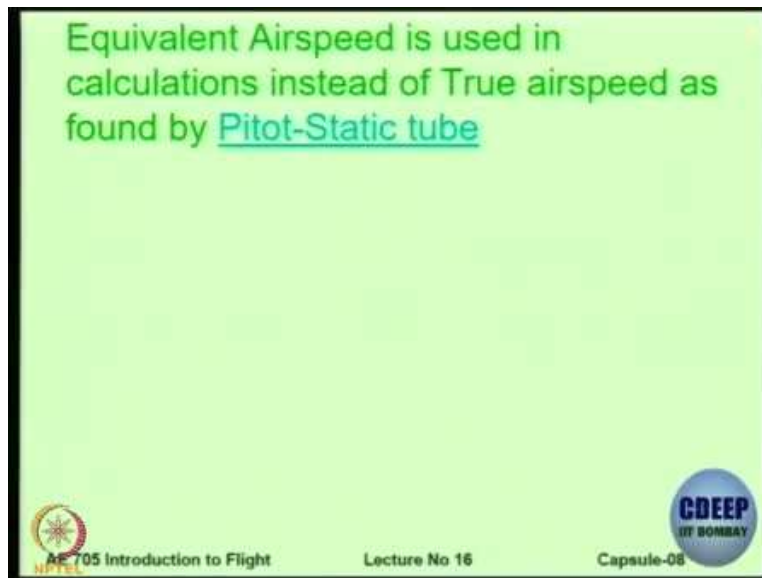 Equivalent Airspeed is used in
calculations instead of True airspeed as
found by Pitot-Static tube
CDEEP
IIT BOMBAY
NPTEL
AE 705 Introduction to Flight Lecture No 16 Capsule-08